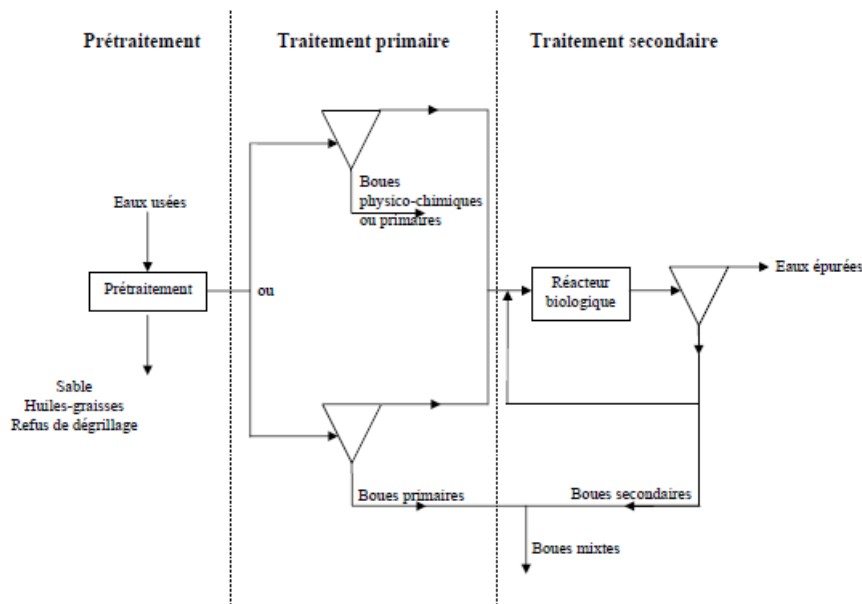 Prétraitement
Traitement primaire
Traitement secondaire
Boues
physico-chimiques
ou primaires
Eaux usées
Prétraitement
ou
Réacteur
biologique
Eaux épurées
Sable
Huiles-graisses
Refus de dégrillage
Boues primaires
Boues secondaires
Boues mixtes